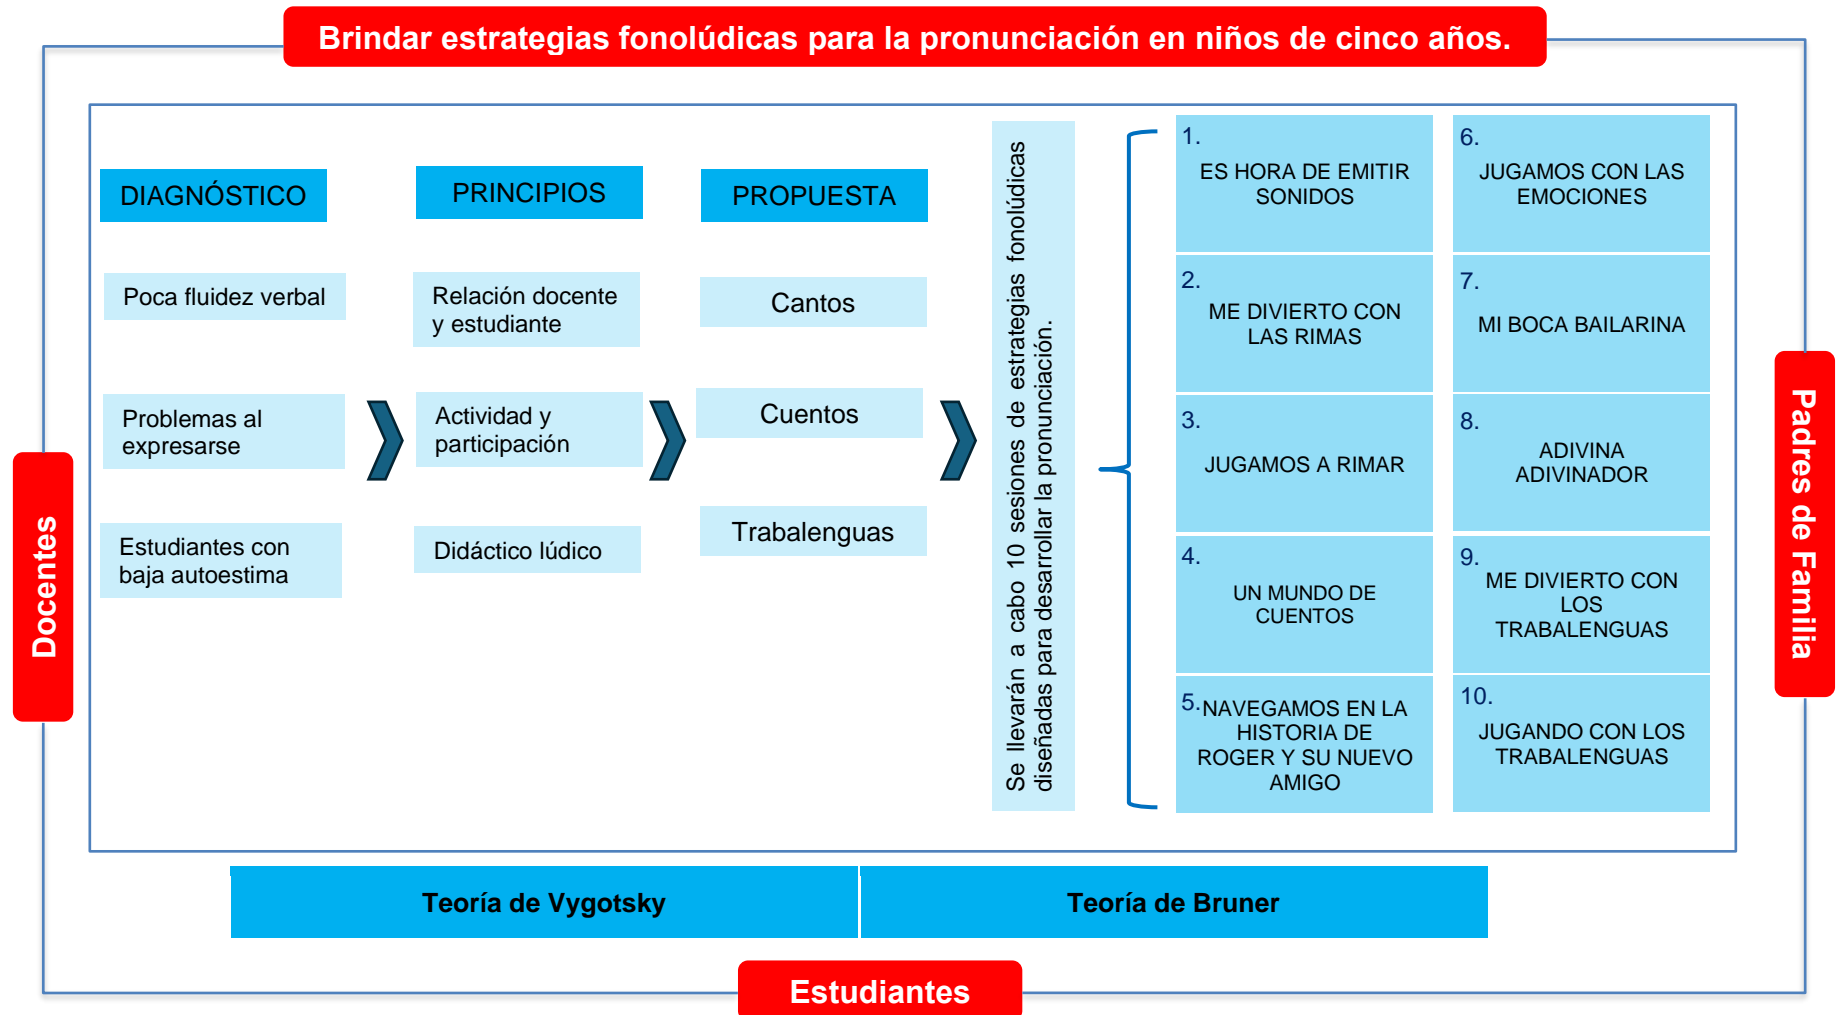 Brindar estrategias fonolúdicas para la pronunciación en niños de cinco años.
Docentes
DIAGNÓSTICO
Poca fluidez verbal
Problemas al
expresarse
Estudiantes con
baja autoestima
PRINCIPIOS
Relación docente
y estudiante
Actividad y
participación
Didáctico lúdico
PROPUESTA
Cantos
Cuentos
Trabalenguas
Se llevarán a cabo 10 sesiones de estrategias fonolúdicas
diseñadas para desarrollar la pronunciación.
1.
ES HORA DE EMITIR
SONIDOS
2.
ME DIVIERTO CON
LAS RIMAS
3.
JUGAMOS A RIMAR
4.
UN MUNDO DE
CUENTOS
5.
NAVEGAMOS EN LA
HISTORIA DE
ROGER Y SU NUEVO
AMIGO
6.
JUGAMOS CON LAS
EMOCIONES
7.
MI BOCA BAILARINA
8.
ADIVINA
ADIVINADOR
9.
ME DIVIERTO CON
LOS
TRABALENGUAS
10.
JUGANDO CON LOS
TRABALENGUAS
Padres de Familia
Teoría de Vygotsky
Teoría de Bruner
Estudiantes